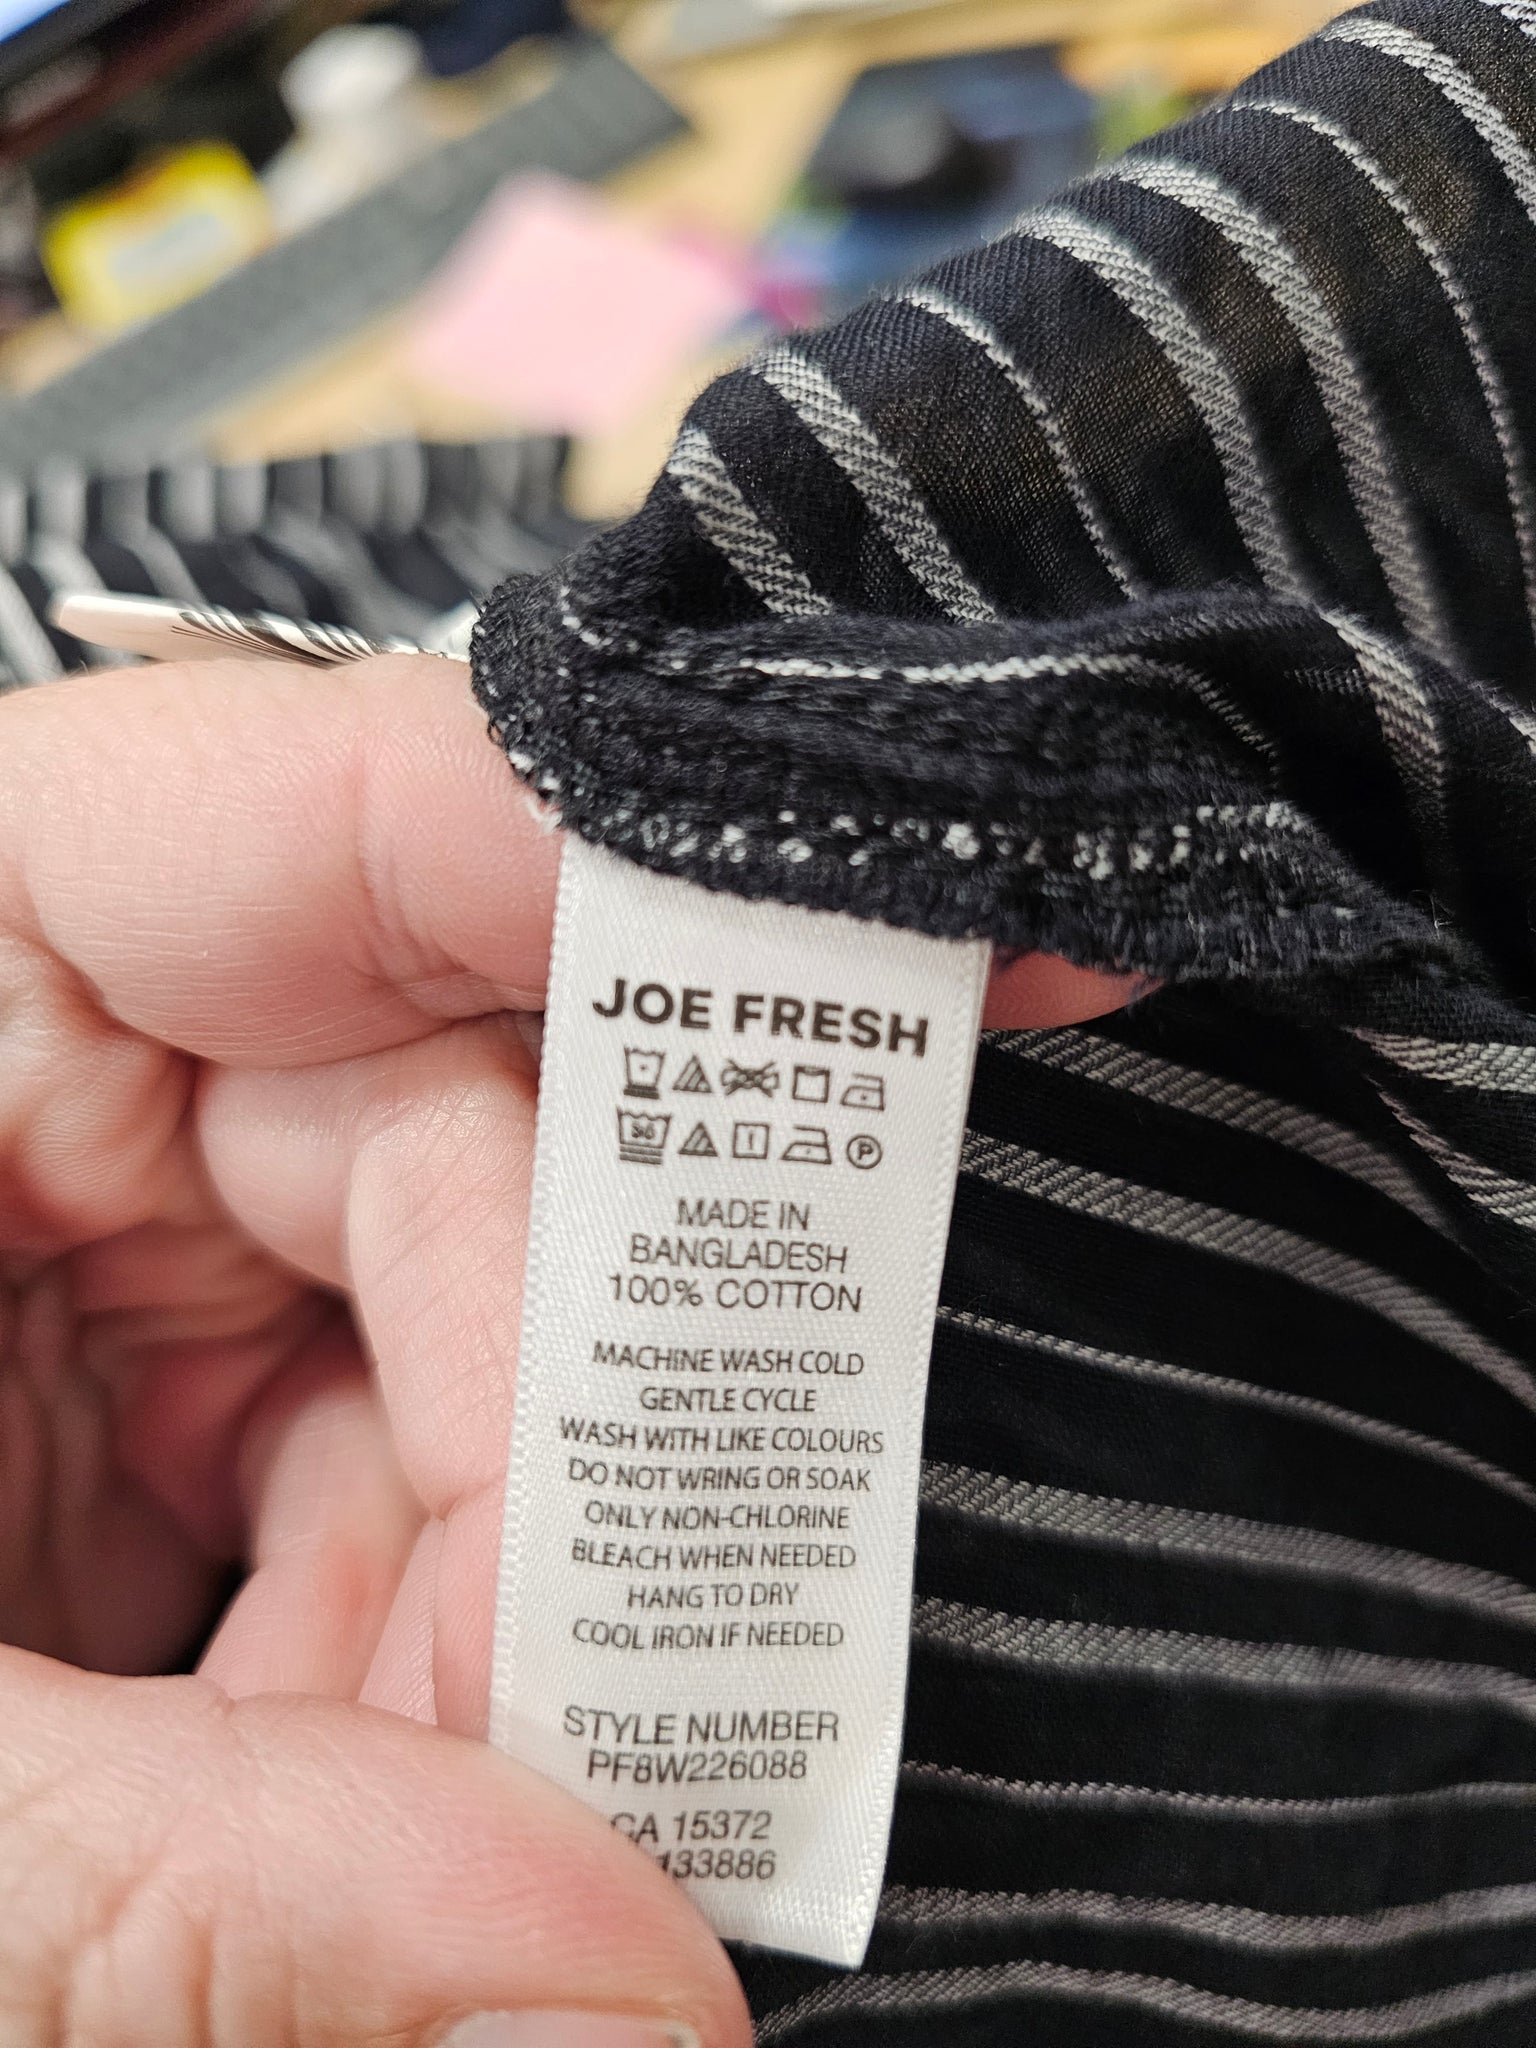 JOE FRESH
P
MADE IN
BANGLADESH
100% COTTON
MACHINE WASH COLD
GENTLE CYCLE
WASH WITH LIKE COLOURS
DO NOT WRING OR SOAK
ONLY NON-CHLORINE
BLEACH WHEN NEEDED
HANG TO DRY
COOL IRON IF NEEDED
STYLE NUMBER
PF8W226088
CA 15372
133886